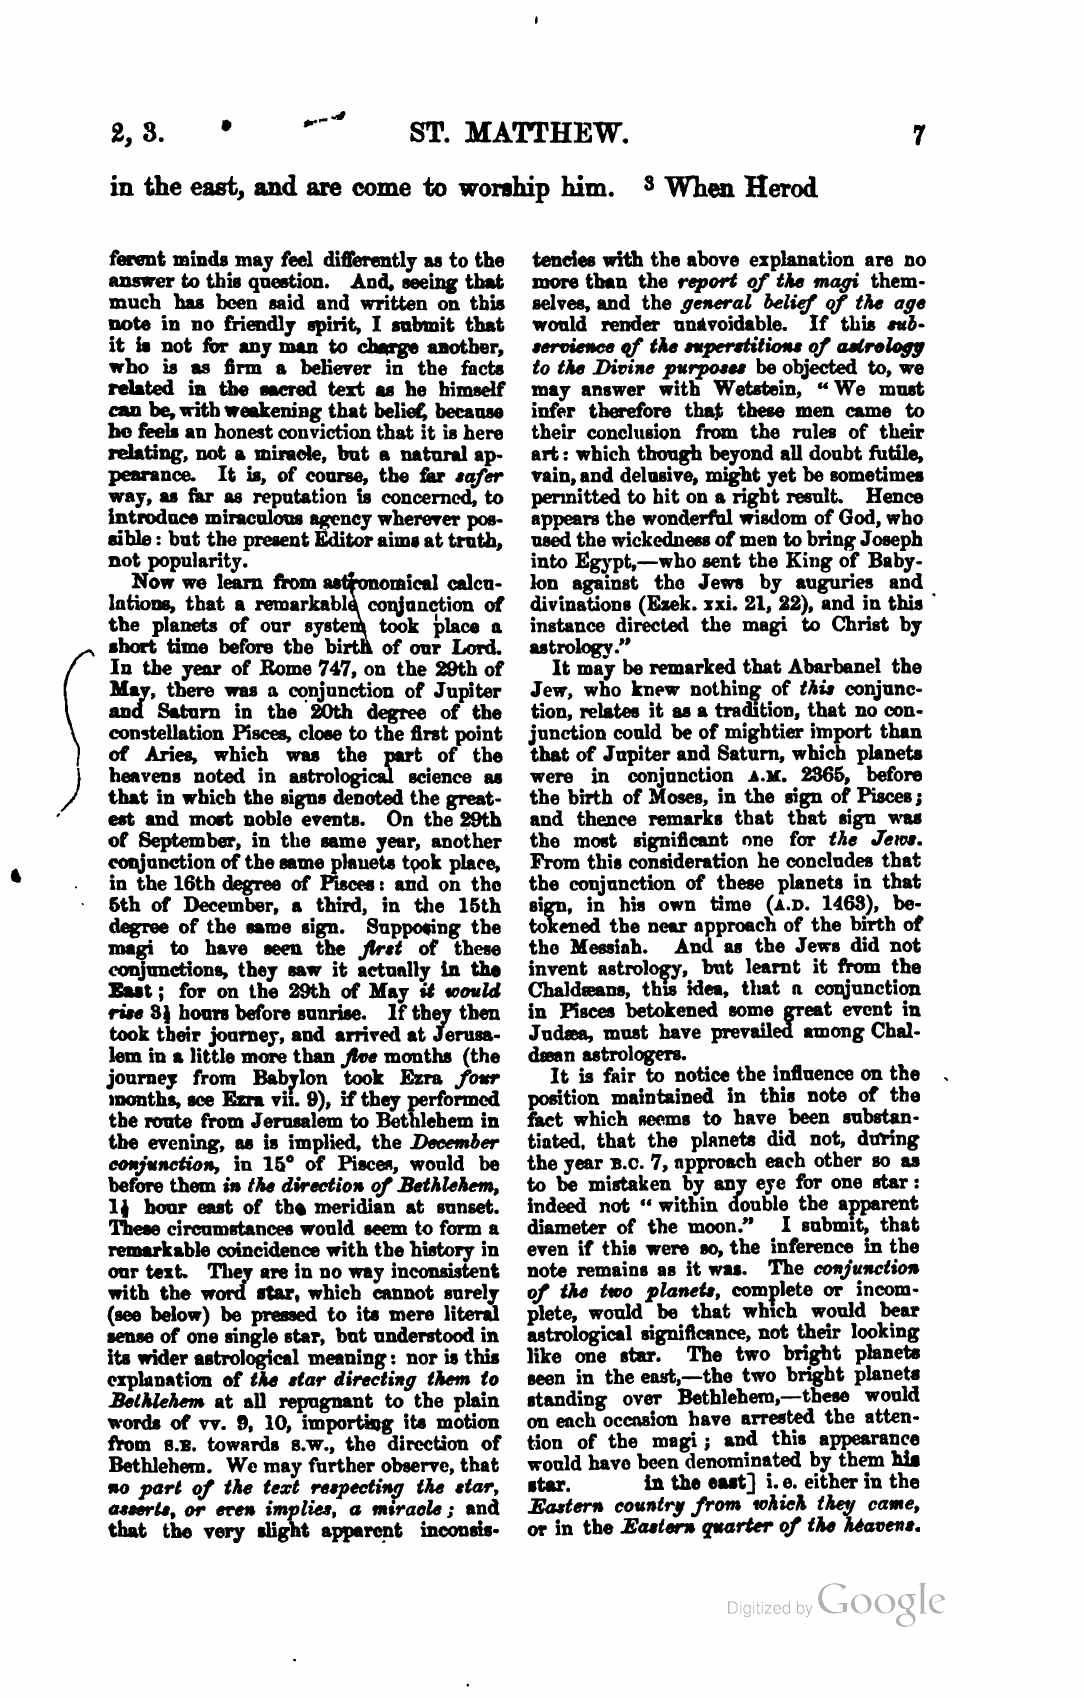 2, 3. ST. MATTHEW. 7
in the east, and are come to worship him. 3 When Herod
ferent minds may feel differently as to the
answer to this question. And, seeing that
much has been said and written on this
note in no friendly spirit, I submit that
it is not for any man to charge another,
who is as firm a believer in the facts
related in the sacred text as he himself
can be, with weakening that belief, because
he feels an honest conviction that it is here
relating, not a miracle, but a natural ap-
pearance. It is, of course, the far safer
way, as far as reputation is concerned, to
introduce miraculous agency wherever pos-
sible : but the present Editor aims at truth,
not popularity.
Now we learn from astronomical calcu-
lations, that a remarkable conjunction of
the planets of our system took place a
short time before the birth of our Lord.
In the year of Rome 747, on the 29th of
May, there was a conjunction of Jupiter
and Saturn in the 20th degree of the
constellation Pisces, close to the first point
of Aries, which was the part of the
heavens noted in astrological science as
that in which the signs denoted the great-
est and most noble events. On the 29th
of September, in the same year, another
conjunction of the same planets took place,
in the 16th degree of Pisces : and on the
5th of December, a third, in the 15th
degree of the same sign. Supposing the
magi to have seen the first of these
conjunctions, they saw it actually in the
East ; for on the 29th of May it would
rise 3½ hours before sunrise. If they then
took their journey, and arrived at Jerusa-
lem in a little more than five months (the
journey from Babylon took Ezra four
months, see Ezra vii. 9), if they performed
the route from Jerusalem to Bethlehem in
the evening, as is implied, the December
conjunction, in 15° of Pisces, would be
before them in the direction of Bethlehem,
1½ hour east of the meridian at sunset.
These circumstances would seem to form a
remarkable coincidence with the history in
our text. They are in no way inconsistent
with the word star, which cannot surely
(see below) be pressed to its mere literal
sense of one single star, but understood in
its wider astrological meaning : nor is this
explanation of the star directing them to
Bethlehem at all repugnant to the plain
words of vv. 9, 10, importing its motion
from S.E. towards S.W., the direction of
Bethlehem. We may further observe, that
no part of the text respecting the star,
asserts, or even implies, a miracle ; and
that the very slight apparent inconsis-
tencies with the above explanation are no
more than the report of the magi them-
selves, and the general belief of the age
would render unavoidable. If this sub-
servience of the superstitions of astrology
to the Divine purposes be objected to, we
may answer with Wetstein, “ We must
infer therefore that these men came to
their conclusion from the rules of their
art : which though beyond all doubt futile,
vain, and delusive, might yet be sometimes
permitted to hit on a right result. Hence
appears the wonderful wisdom of God, who
used the wickedness of men to bring Joseph
into Egypt,—who sent the King of Baby-
lon against the Jews by auguries and
divinations (Ezek. xxi. 21, 22), and in this
instance directed the magi to Christ by
astrology.”
It may be remarked that Abarbanel the
Jew, who knew nothing of this conjunc-
tion, relates it as a tradition, that no con-
junction could be of mightier import than
that of Jupiter and Saturn, which planets
were in conjunction A.M. 2365, before
the birth of Moses, in the sign of Pisces ;
and thence remarks that that sign was
the most significant one for the Jews.
From this consideration he concludes that
the conjunction of these planets in that
sign, in his own time (A.D. 1463), be-
tokened the near approach of the birth of
the Messiah. And as the Jews did not
invent astrology, but learnt it from the
Chaldæans, this idea, that a conjunction
in Pisces betokened some great event in
Judæa, must have prevailed among Chal-
dæan astrologers.
It is fair to notice the influence on the
position maintained in this note of the
fact which seems to have been substan-
tiated, that the planets did not, during
the year B.C. 7, approach each other so as
to be mistaken by any eye for one star :
indeed not “ within double the apparent
diameter of the moon.” I submit, that
even if this were so, the inference in the
note remains as it was. The conjunction
of the two planets, complete or incom-
plete, would be that which would bear
astrological significance, not their looking
like one star. The two bright planets
seen in the east,—the two bright planets
standing over Bethlehem,—these would
on each occasion have arrested the atten-
tion of the magi ; and this appearance
would have been denominated by them his
star. in the east] i. e. either in the
Eastern country from which they came,
or in the Eastern quarter of the heavens.
Digitized by Google